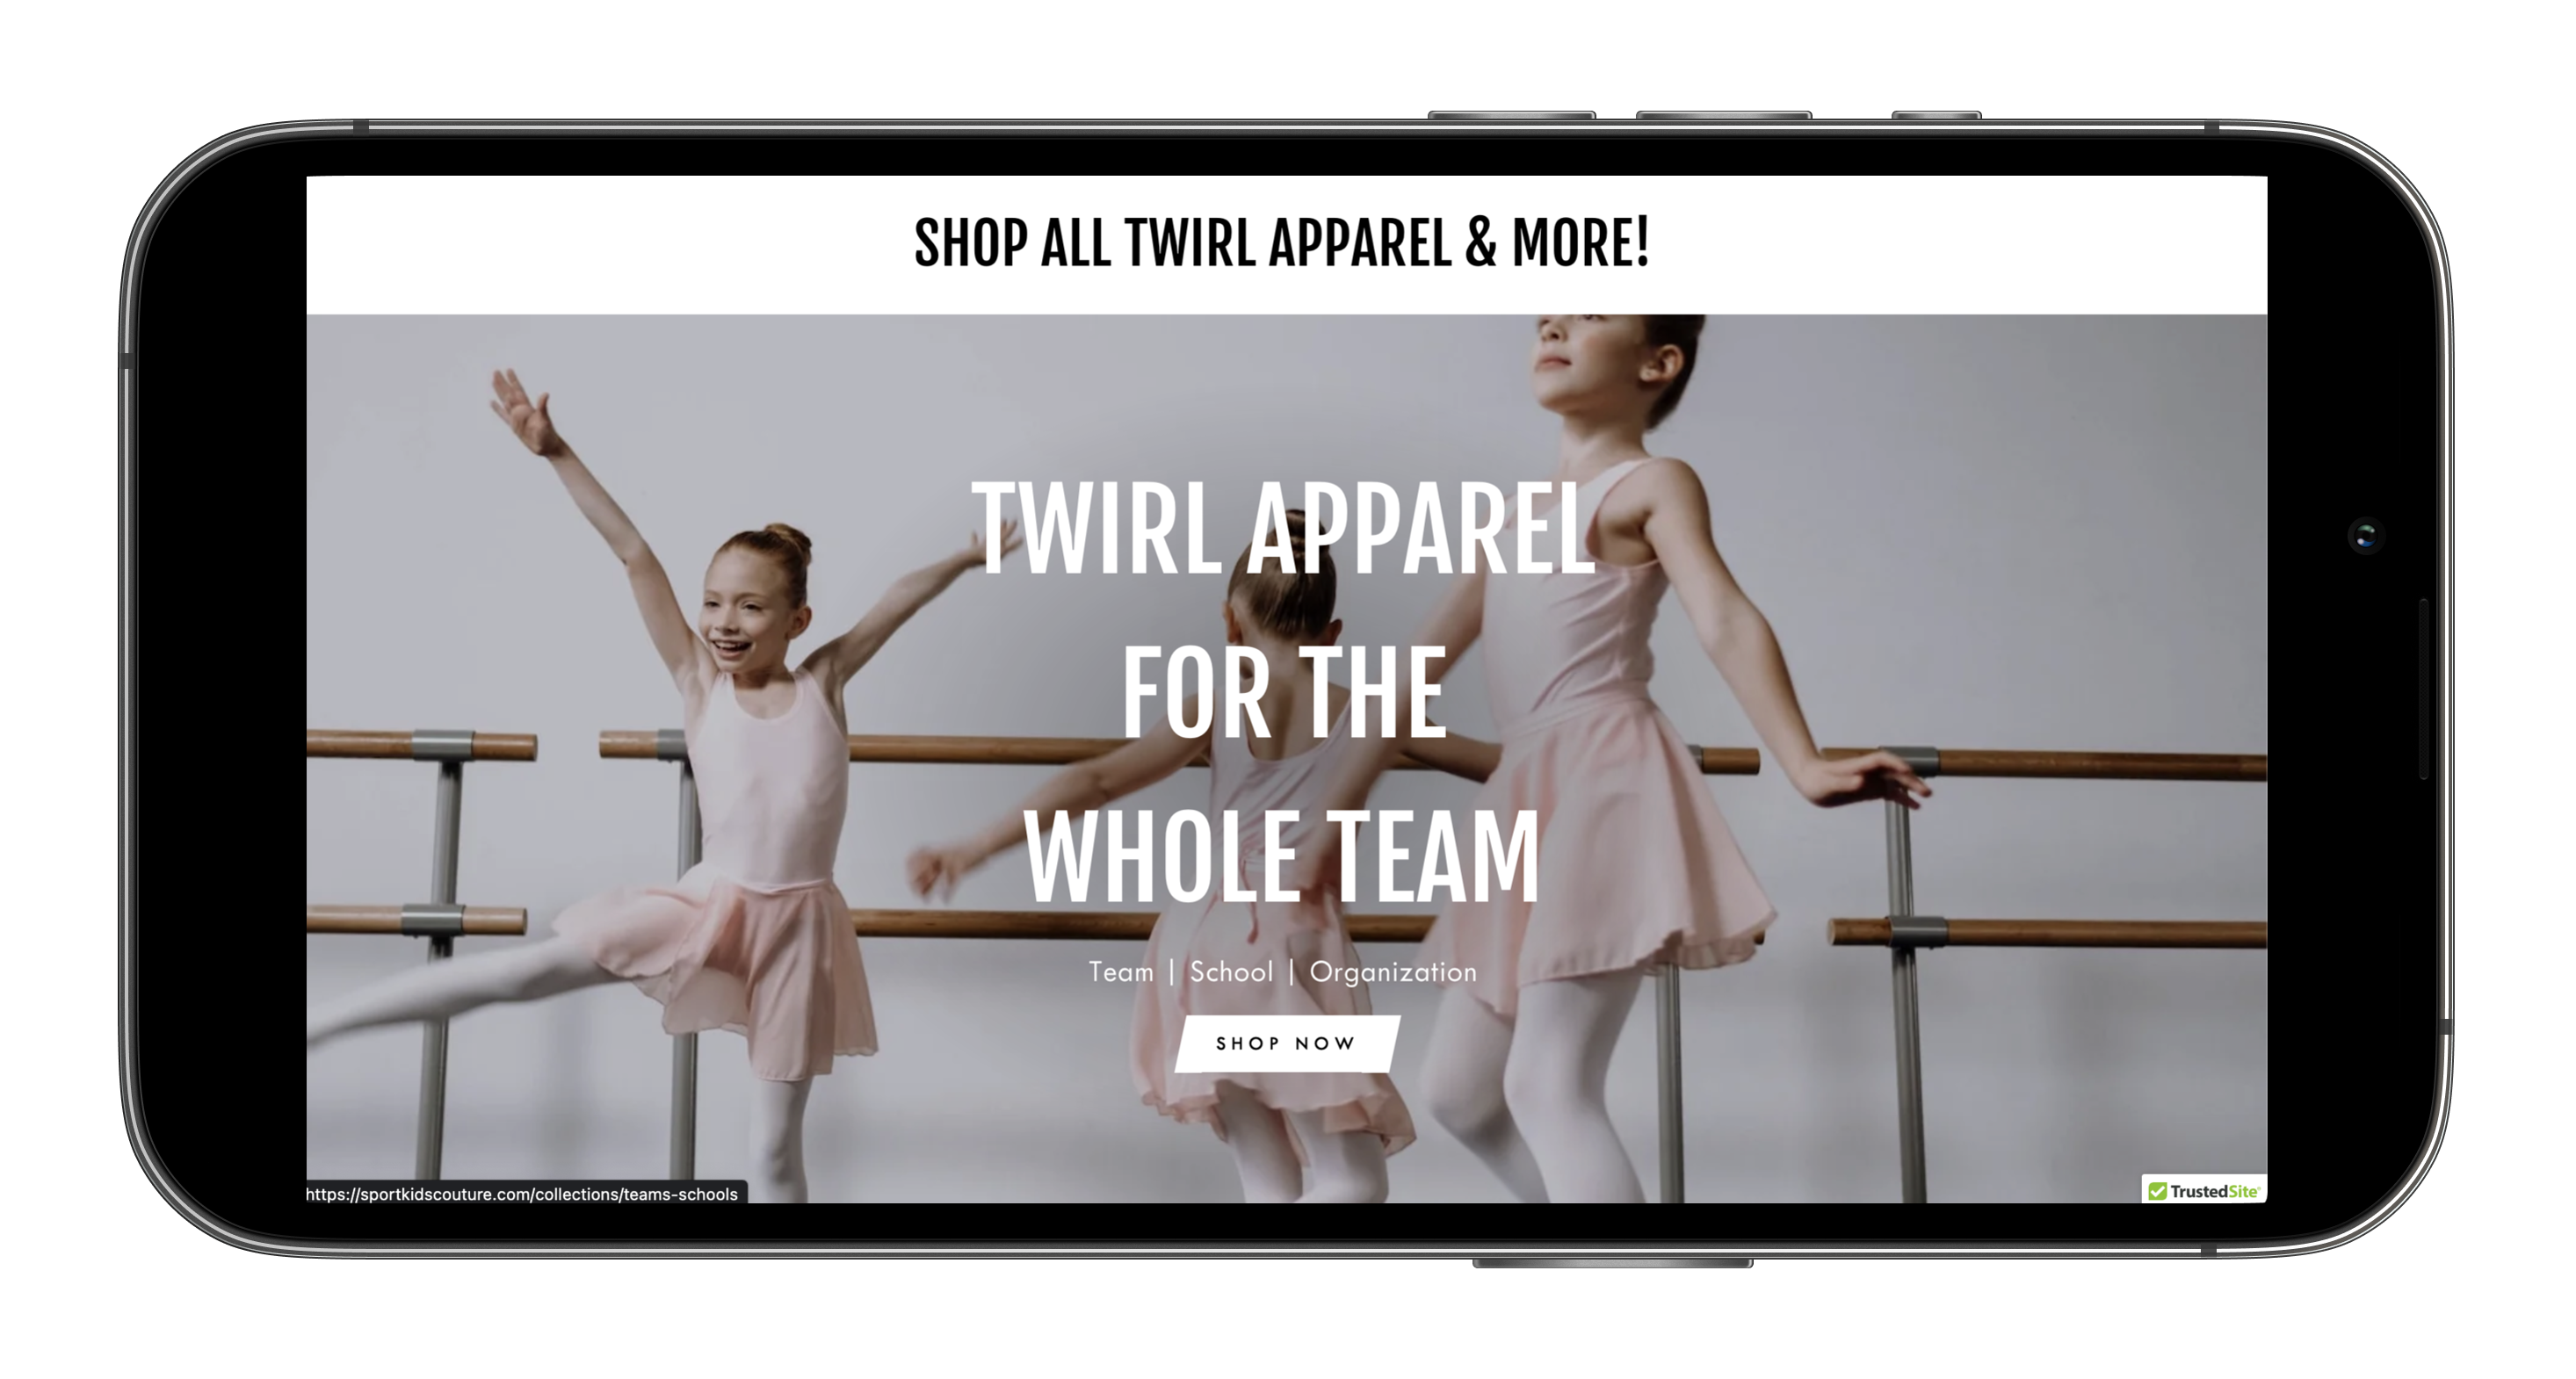 SHOP ALL TWIRL APPAREL & MORE!
TWIRL APPAREL
FOR THE
WHOLE TEAM
Team | School | Organization
SHOP NOW
https://sportkidscouture.com/collections/teams-schools
TrustedSite